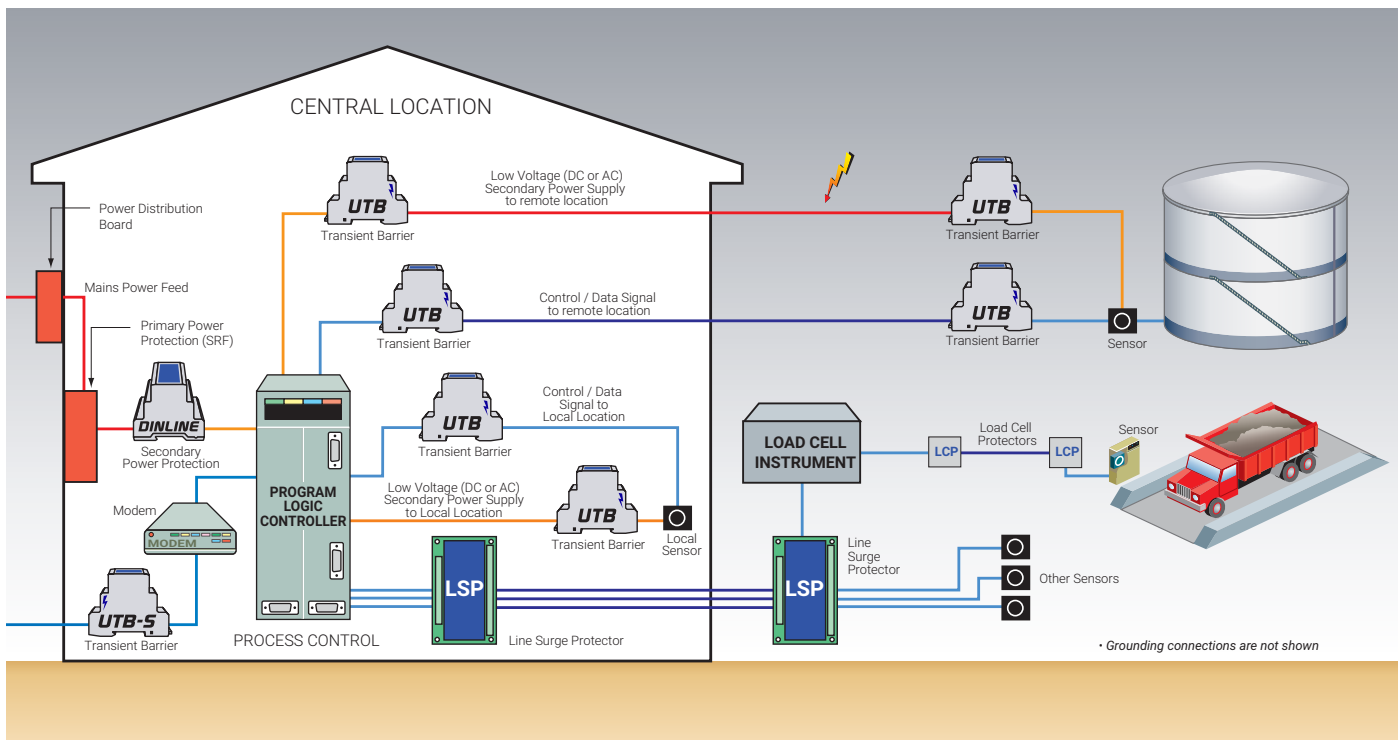 CENTRAL LOCATION
Power Distribution
Board
Mains Power Feed
Primary Power
Protection (SRF)
DINLINE
Secondary
Power Protection
Modem
MODEM
UTB-S
Transient Barrier
PROGRAM
LOGIC
CONTROLLER
PROCESS CONTROL
UTB
Transient Barrier
Low Voltage (DC or AC)
Secondary Power Supply
to remote location
UTB
Transient Barrier
UTB
Transient Barrier
Control / Data Signal
to remote location
UTB
Transient Barrier
Sensor
UTB
Transient Barrier
Control / Data
Signal to
Local Location
Low Voltage (DC or AC)
Secondary Power Supply
to Local Location
UTB
Transient Barrier
Local
Sensor
LSP
Line Surge Protector
LOAD CELL
INSTRUMENT
Load Cell
Protectors
LCP
LCP
Sensor
LSP
Line
Surge
Protector
Other Sensors
• Grounding connections are not shown